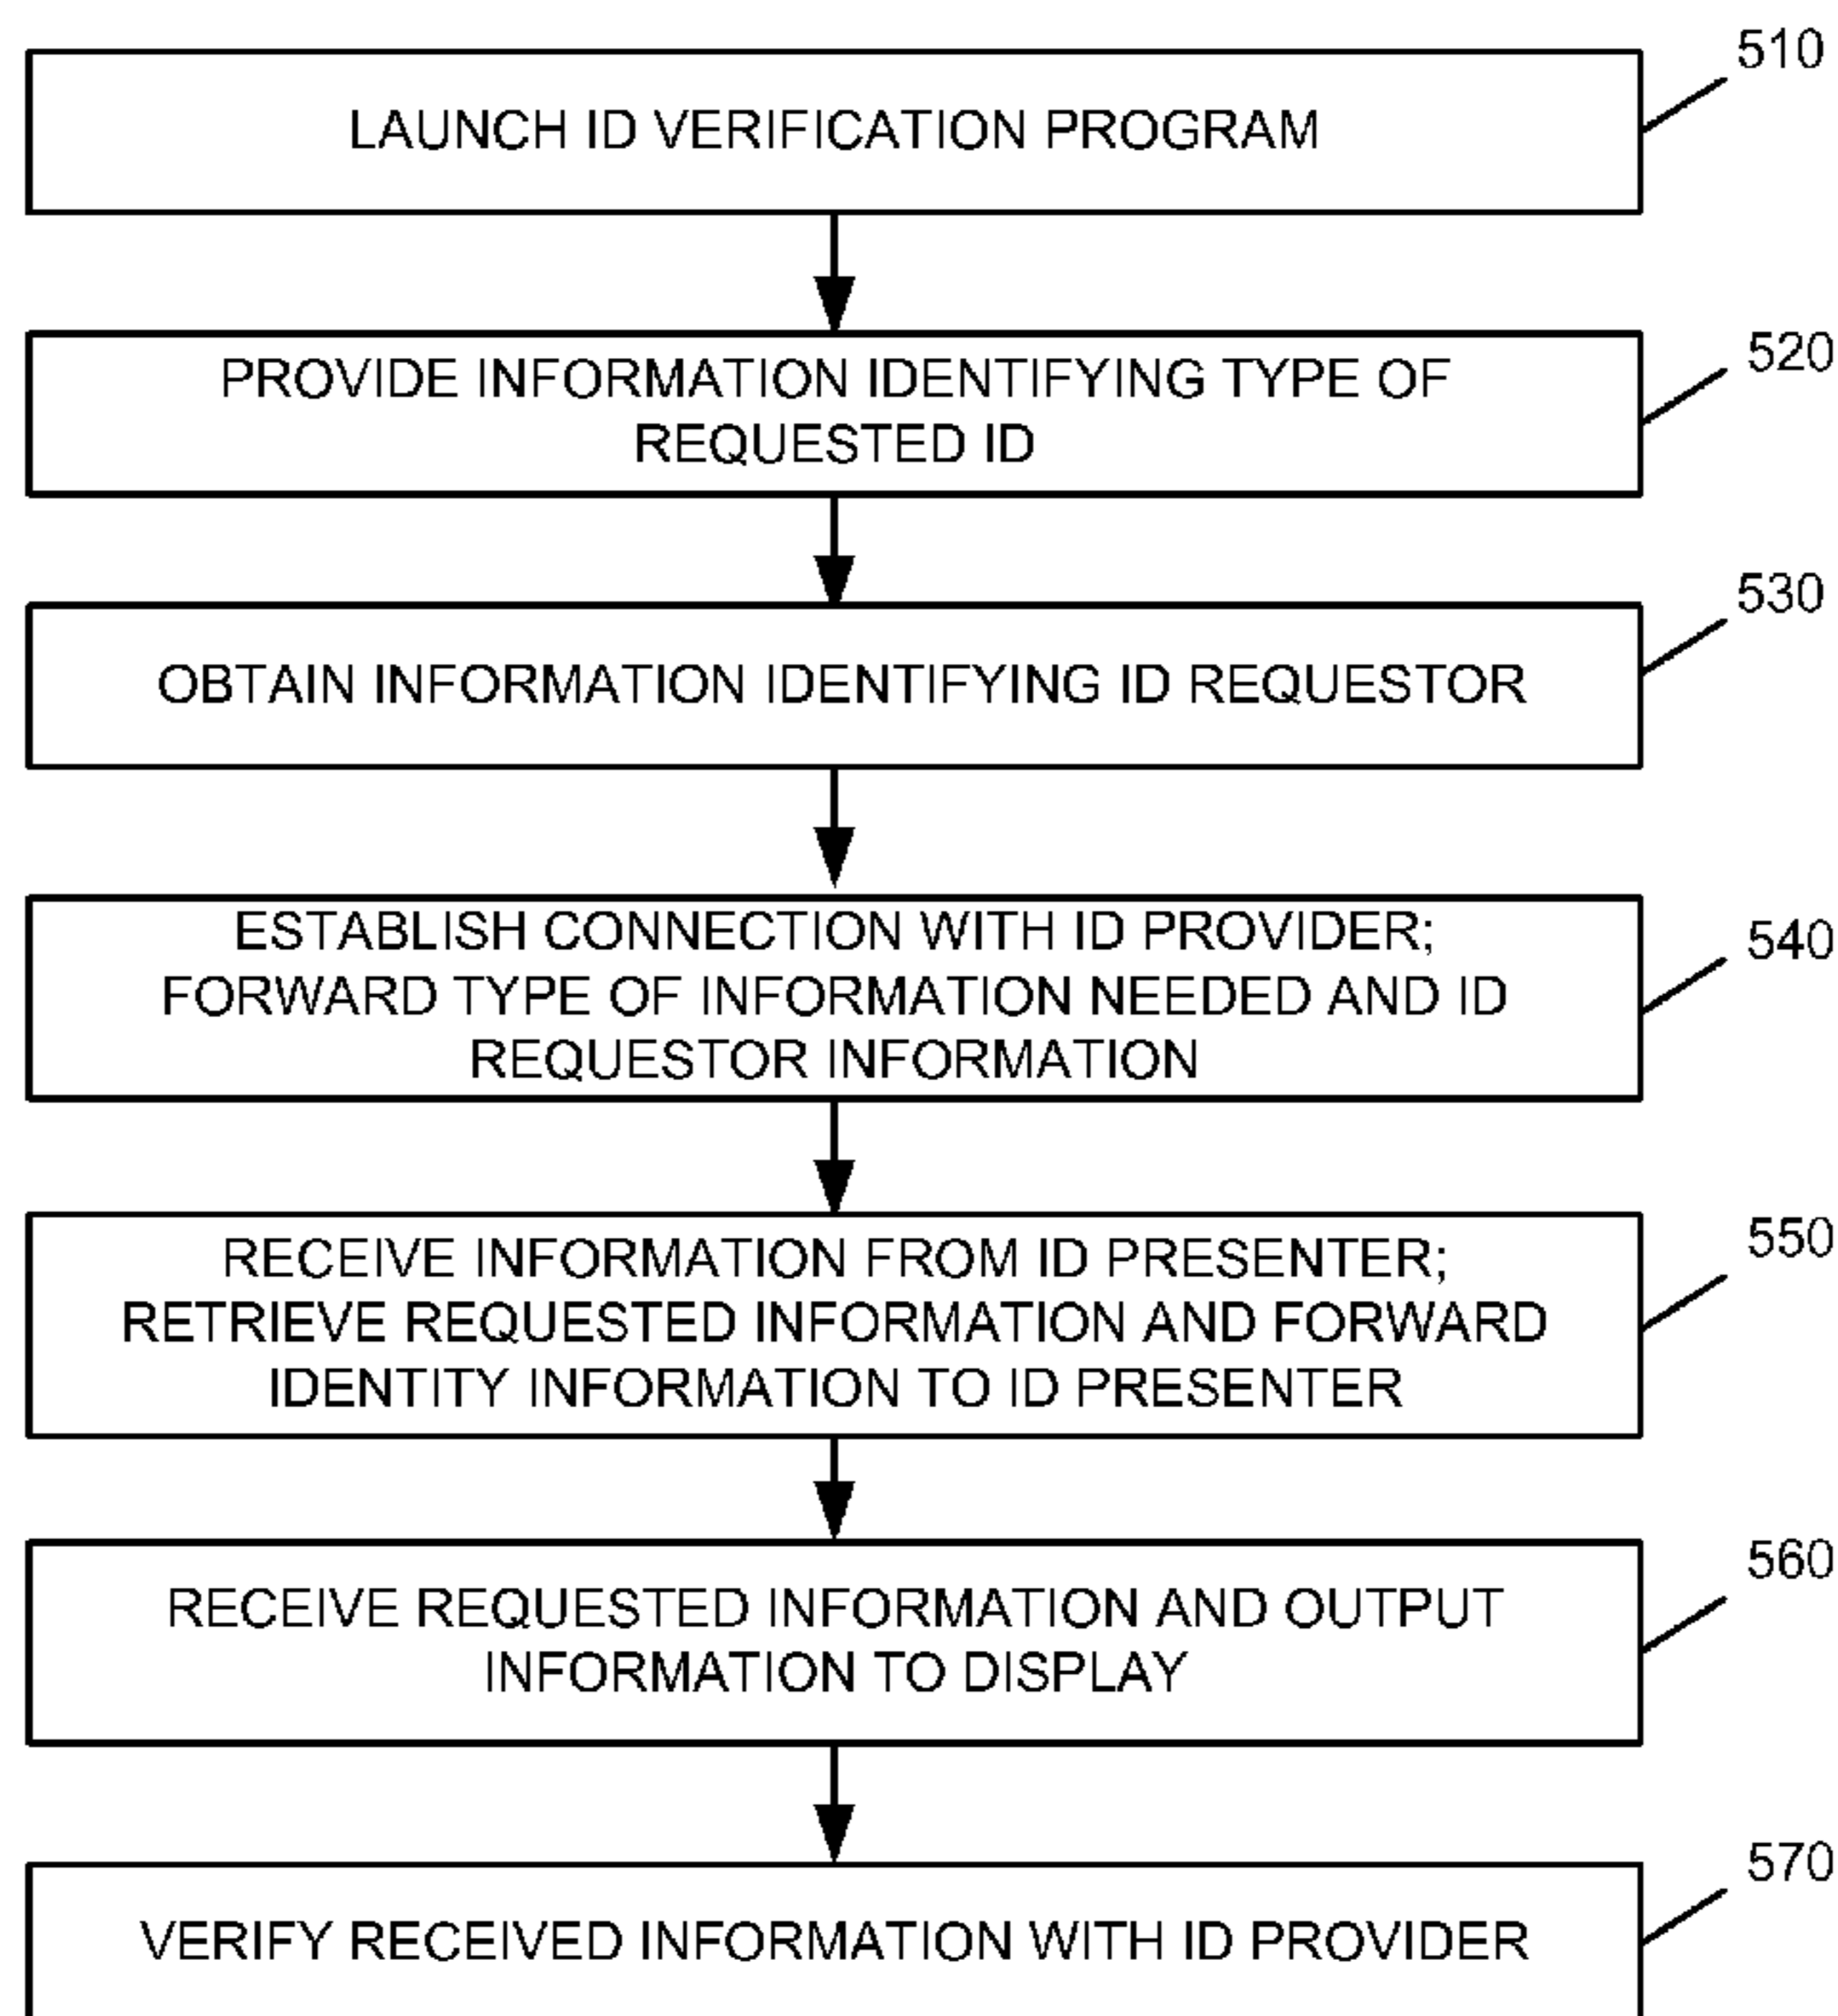 510
LAUNCH ID VERIFICATION PROGRAM
520
PROVIDE INFORMATION IDENTIFYING TYPE OF
REQUESTED ID
530
OBTAIN INFORMATION IDENTIFYING ID REQUESTOR
540
ESTABLISH CONNECTION WITH ID PROVIDER;
FORWARD TYPE OF INFORMATION NEEDED AND ID
REQUESTOR INFORMATION
550
RECEIVE INFORMATION FROM ID PRESENTER;
RETRIEVE REQUESTED INFORMATION AND FORWARD
IDENTITY INFORMATION TO ID PRESENTER
560
RECEIVE REQUESTED INFORMATION AND OUTPUT
INFORMATION TO DISPLAY
570
VERIFY RECEIVED INFORMATION WITH ID PROVIDER